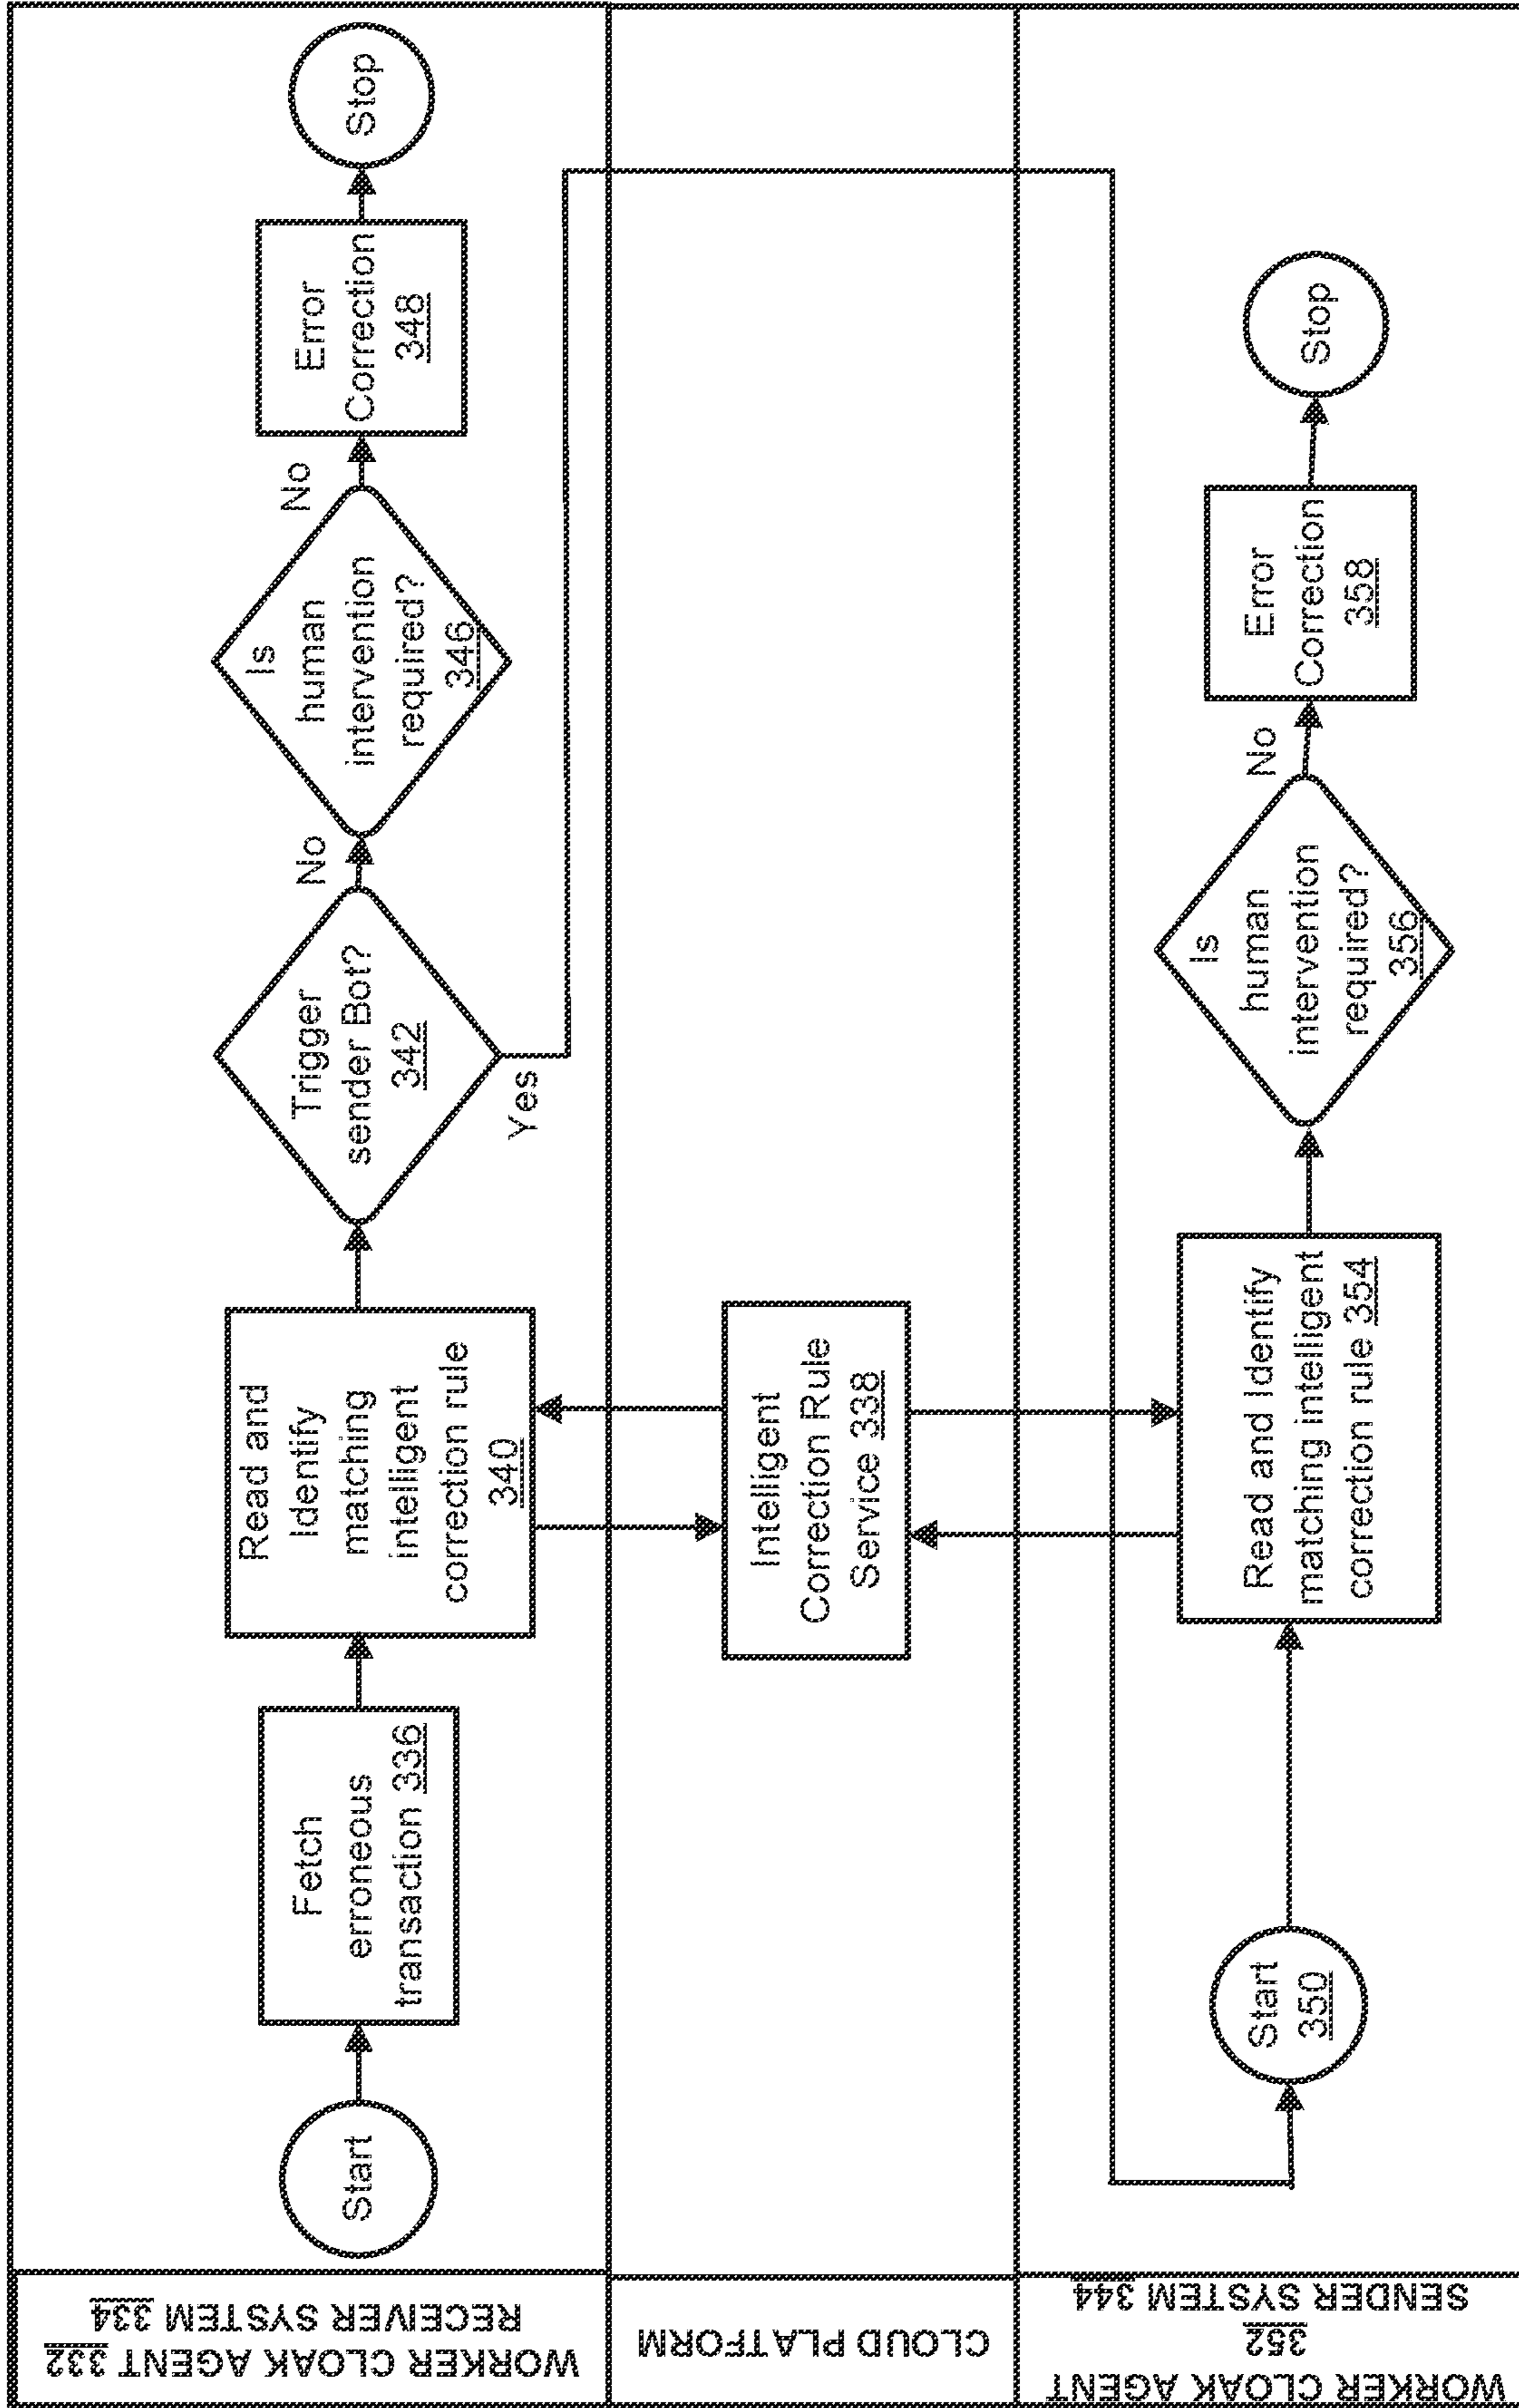 WORKER CLOAK AGENT 332
RECEIVER SYSTEM 334
Start
Fetch
erroneous
transaction 336
Read and
Identify
matching
intelligent
correction rule
340
Trigger
sender Bot?
342
Yes
No
Is
human
intervention
required?
346
No
Error
Correction
348
Stop
CLOUD PLATFORM
Intelligent
Correction Rule
Service 338
WORKER CLOAK AGENT
352
SENDER SYSTEM 344
Start
350
Read and Identify
matching intelligent
correction rule 354
Is
human
intervention
required?
356
No
Error
Correction
358
Stop